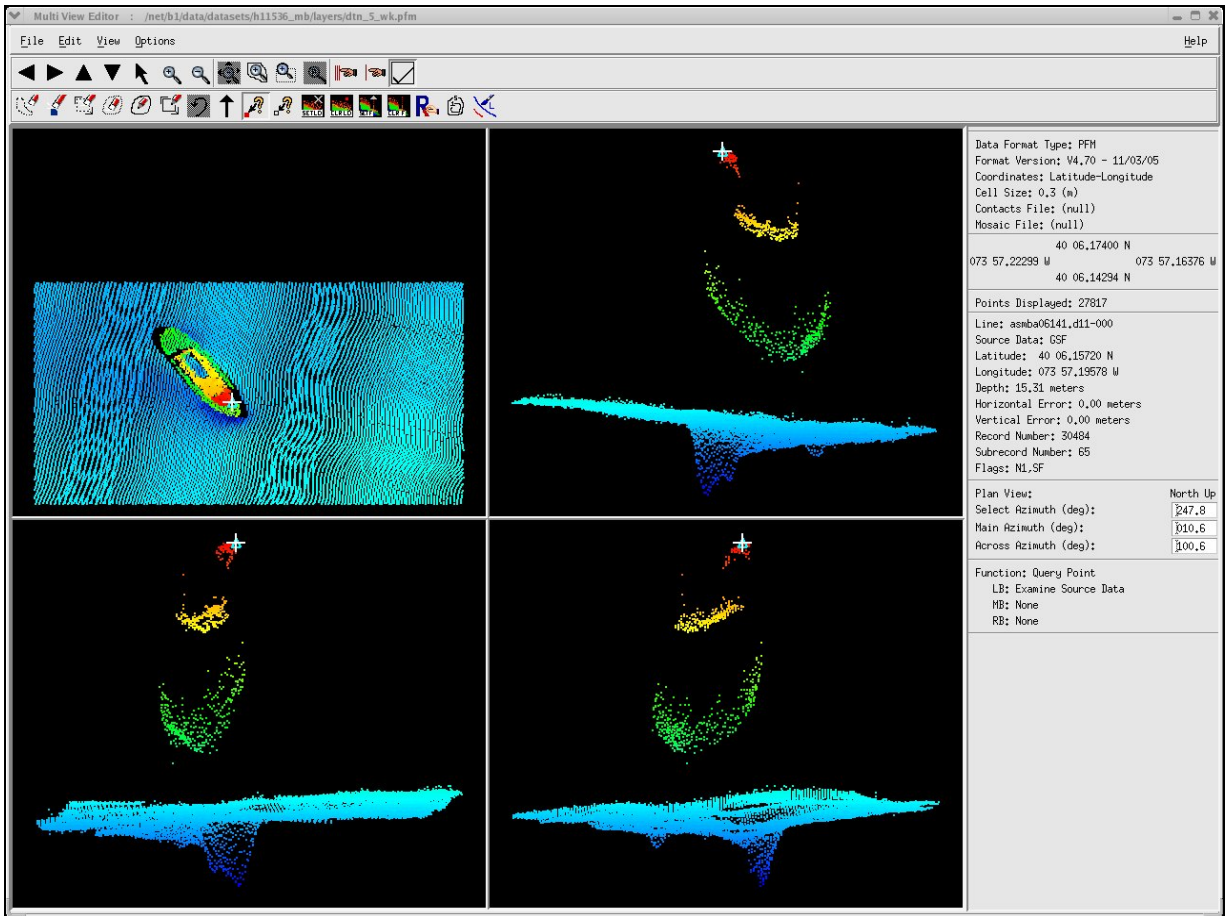 Multi View Editor : /net/b1/data/datasets/h11536_mb/layers/dtn_5_wk.pfm
File Edit View Options Help
SETLD CLRLD
R
L
Data Format Type: PFM
Format Version: V4.70 - 11/03/05
Coordinates: Latitude-Longitude
Cell Size: 0.3 (m)
Contacts File: (null)
Mosaic File: (null)
40 06.17400 N
073 57.22299 W 073 57.16376 W
40 06.14294 N
Points Displayed: 27817
Line: asmba06141.d11-000
Source Data: GSF
Latitude: 40 06.15720 N
Longitude: 073 57.19578 W
Depth: 15.31 meters
Horizontal Error: 0.00 meters
Vertical Error: 0.00 meters
Record Number: 30484
Subrecord Number: 65
Flags: N1,SF
Plan View: North Up
Select Azimuth (deg): 247.8
Main Azimuth (deg): 010.6
Across Azimuth (deg): 100.6
Function: Query Point
LB: Examine Source Data
MB: None
RB: None